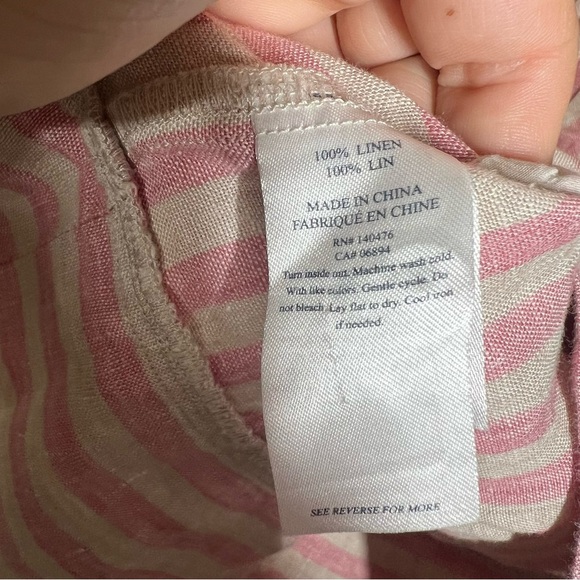 100% LINEN
100% LIN
MADE IN CHINA
FABRIQUÉ EN CHINE
RN# 140476
CA# 06894
Turn inside out. Machine wash cold.
With like colors. Gentle cycle. Do
not bleach. Lay flat to dry. Cool iron
if needed.
SEE REVERSE FOR MORE